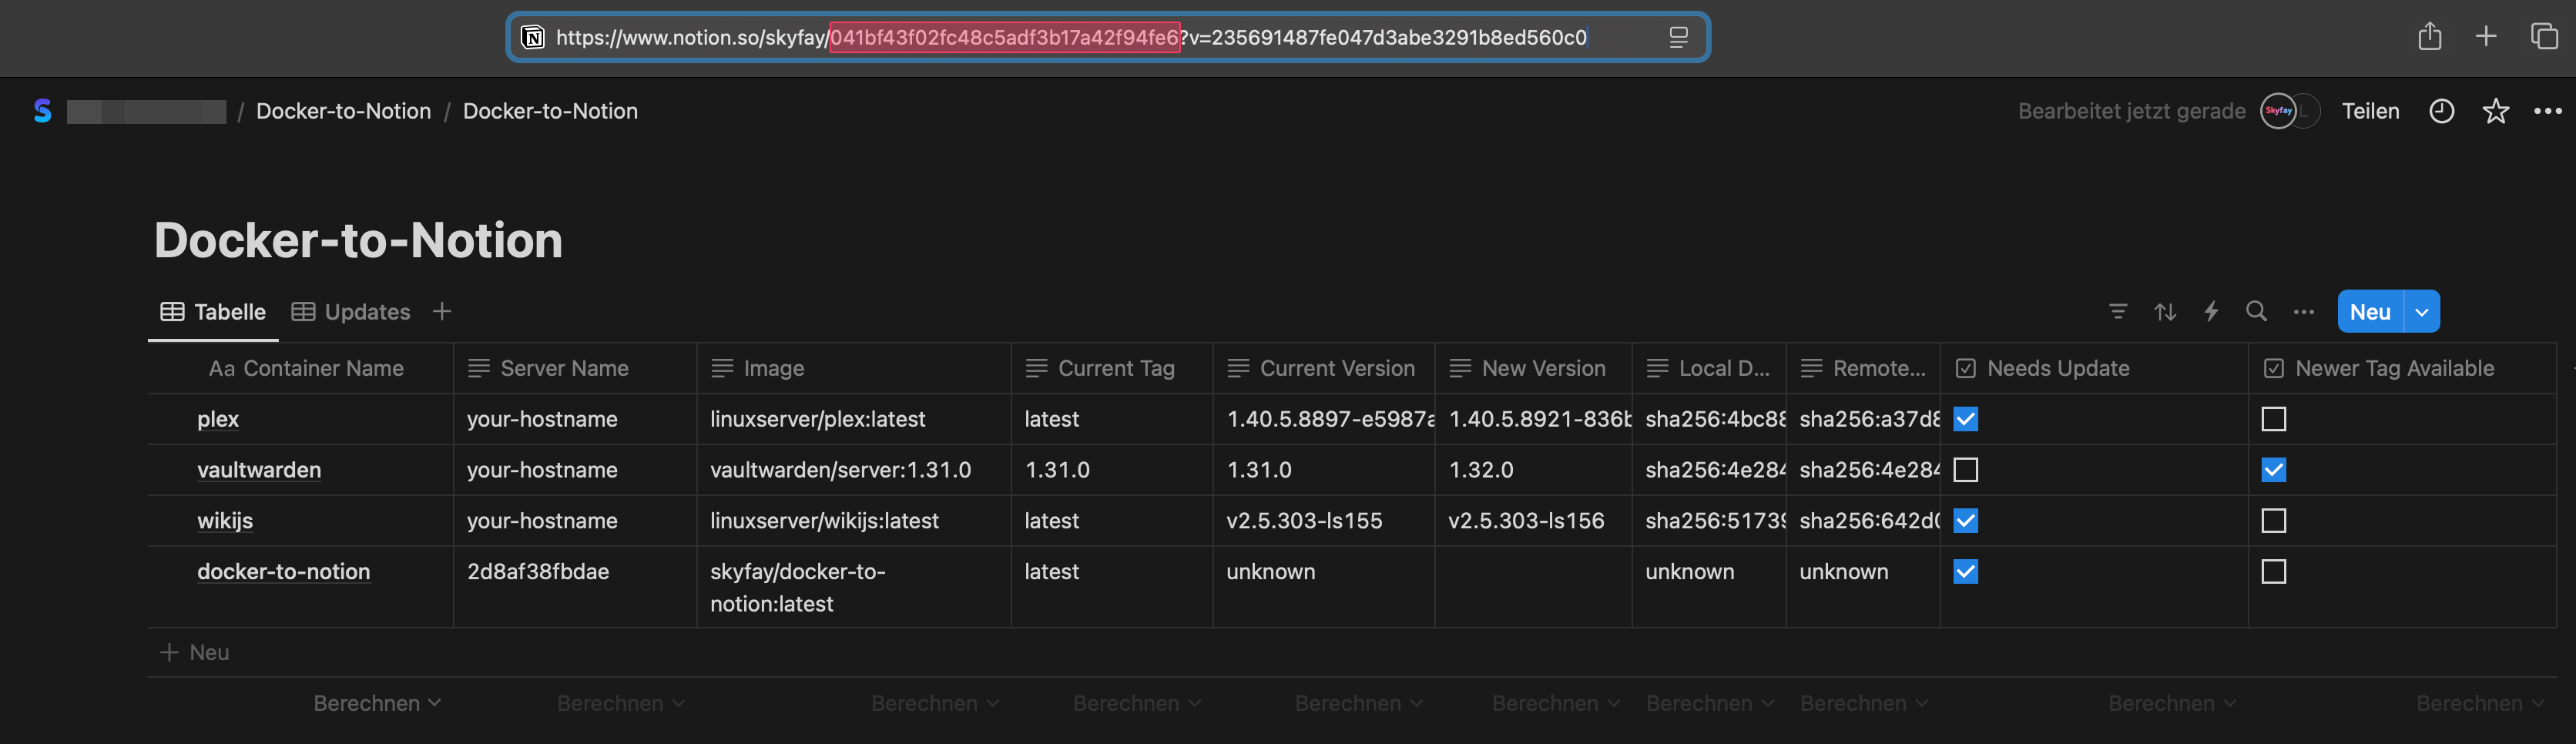 https://www.notion.so/skyfay/041bf43f02fc48c5adf3b17a42f94fe6?v=235691487fe047d3abe3291b8ed560c0
/ Docker-to-Notion / Docker-to-Notion
Bearbeitet jetzt gerade Skyfay L Teilen
Docker-to-Notion
Tabelle Updates
Neu
Aa Container Name Server Name Image Current Tag Current Version New Version Local D... Remote... Needs Update Newer Tag Available
plex your-hostname linuxserver/plex:latest latest 1.40.5.8897-e5987a 1.40.5.8921-836b sha256:4bc88 sha256:a37d8
vaultwarden your-hostname vaultwarden/server:1.31.0 1.31.0 1.31.0 1.32.0 sha256:4e284 sha256:4e284
wikijs your-hostname linuxserver/wikijs:latest latest v2.5.303-ls155 v2.5.303-ls156 sha256:51739 sha256:642d0
docker-to-notion 2d8af38fbdae skyfay/docker-to- latest unknown unknown unknown
notion:latest
+ Neu
Berechnen Berechnen Berechnen Berechnen Berechnen Berechnen Berechnen Berechnen Berechnen Berechnen